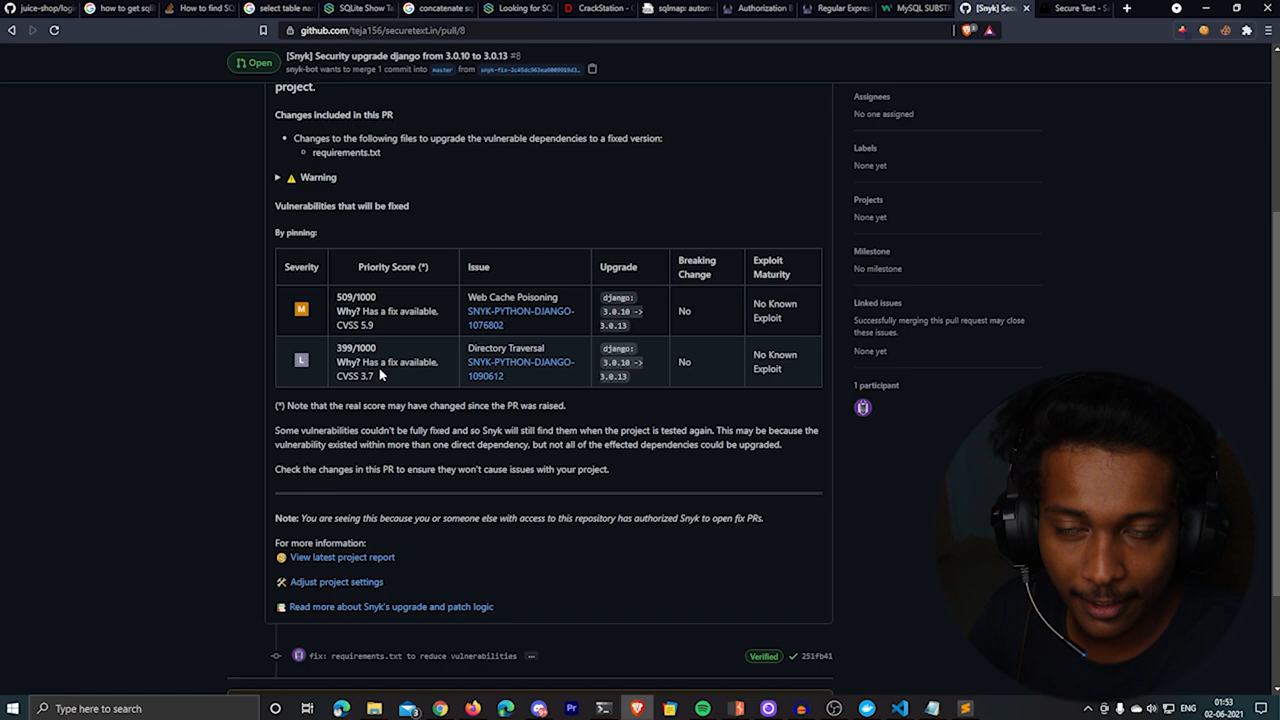 juice-shop/logi
how to get sqli
How to find SQ
select table nar
SQLite Show Ta
concatenate sq
Looking for SQ
CrackStation -
sqlmap: autom
Authorization B
Regular Expres
MySQL SUBSTR
[Snyk] Sec
Secure Text - S
github.com/teja156/securetext.in/pull/8
Open
[Snyk] Security upgrade django from 3.0.10 to 3.0.13 #8
snyk-bot wants to merge 1 commit into master from
project.
Changes included in this PR
Changes to the following files to upgrade the vulnerable dependencies to a fixed version:
requirements.txt
Warning
Vulnerabilities that will be fixed
By pinning:
Severity Priority Score (*) Issue Upgrade Breaking Change Exploit Maturity
M 509/1000 Web Cache Poisoning django:
Why? Has a fix available, SNYK-PYTHON-DJANGO- 3.0.10 -> No No Known Exploit
CVSS 5.9 1076802 3.0.13
L 399/1000 Directory Traversal django:
Why? Has a fix available, SNYK-PYTHON-DJANGO- 3.0.10 -> No No Known Exploit
CVSS 3.7 1090612 3.0.13
(*) Note that the real score may have changed since the PR was raised.
Some vulnerabilities couldn't be fully fixed and so Snyk will still find them when the project is tested again. This may be because the
vulnerability existed within more than one direct dependency, but not all of the effected dependencies could be upgraded.
Check the changes in this PR to ensure they won't cause issues with your project.
Note: You are seeing this because you or someone else with access to this repository has authorized Snyk to open fix PRs.
For more information:
View latest project report
Adjust project settings
Read more about Snyk's upgrade and patch logic
fix: requirements.txt to reduce vulnerabilities
Verified
251fb41
Assignees
No one assigned
Labels
None yet
Projects
None yet
Milestone
No milestone
Linked issues
Successfully merging this pull request may close
these issues.
None yet
1 participant
Type here to search
ENG
01:53
02-06-2021